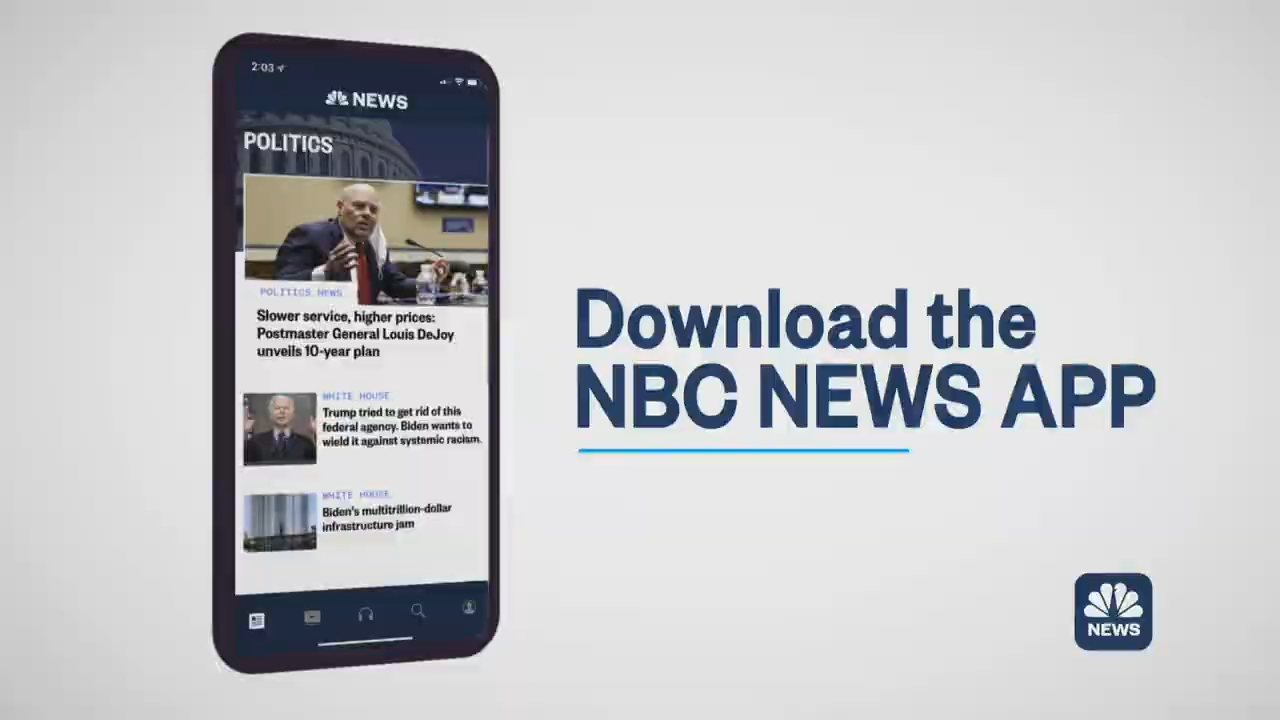 2:03
NEWS
POLITICS
POLITICS NEWS
Slower service, higher prices:
Postmaster General Louis DeJoy
unveils 10-year plan
WHITE HOUSE
Trump tried to get rid of this
federal agency. Biden wants to
wield it against systemic racism.
WHITE HOUSE
Biden's multitrillion-dollar
infrastructure jam
Download the
NBC NEWS APP
NEWS